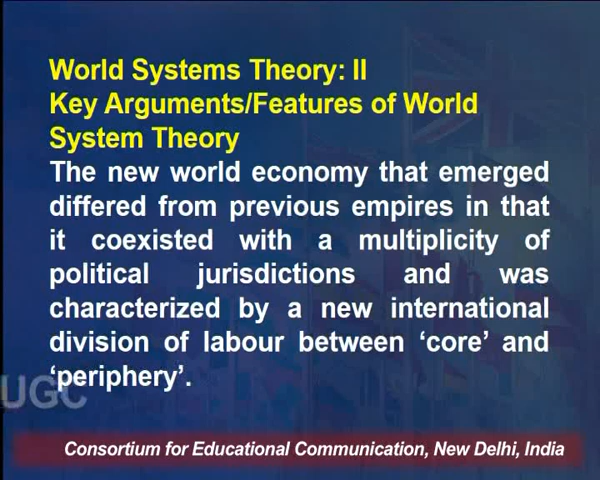 World Systems Theory: II
Key Arguments/Features of World
System Theory
The new world economy that emerged
differed from previous empires in that
it coexisted with a multiplicity of
political jurisdictions and was
characterized by a new international
division of labour between ‘core’ and
‘periphery’.
UGC
Consortium for Educational Communication, New Delhi, India